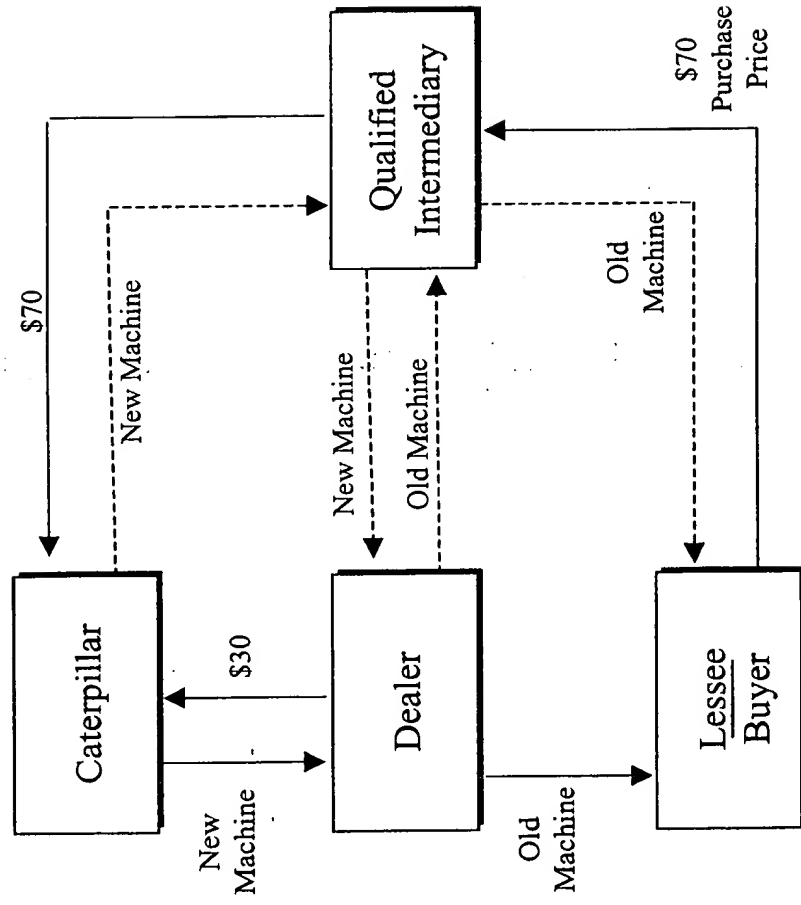 $70
New Machine
Caterpillar
New
Machine
$30
Qualified
Intermediary
New Machine
Old Machine
Dealer
Old
Machine
Old
Machine
Lessee
Buyer
$70
Purchase
Price